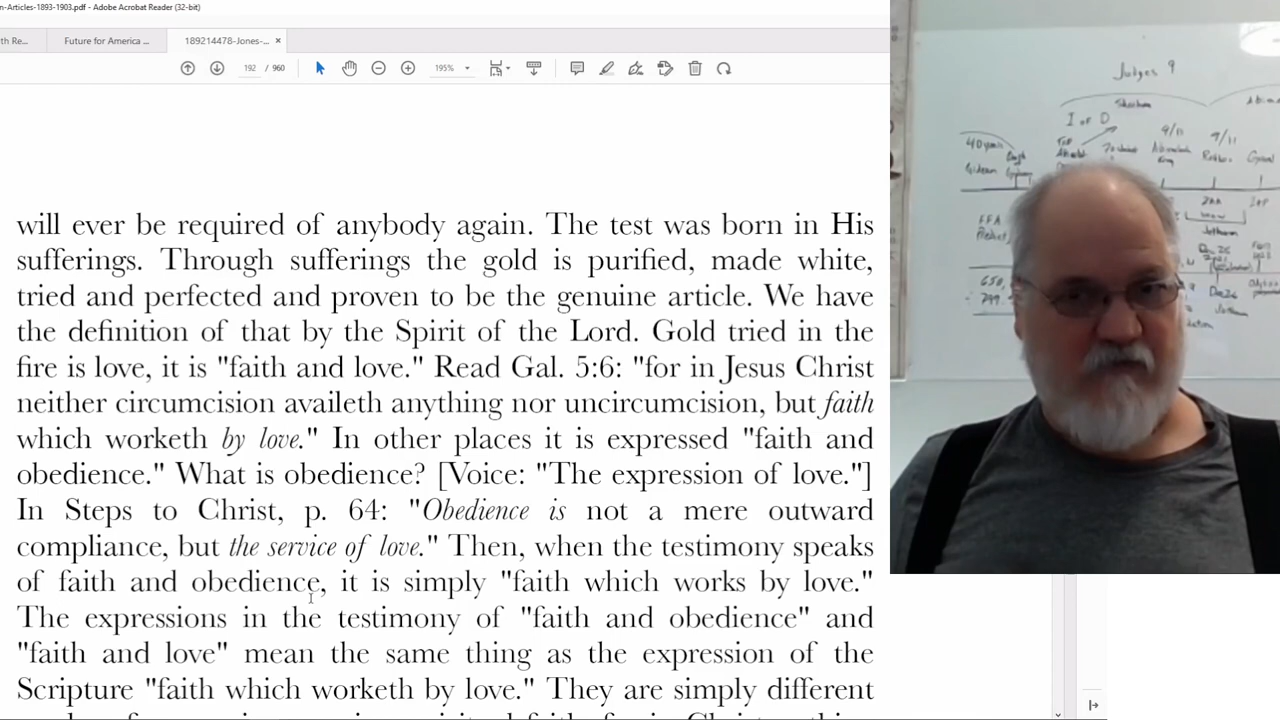 n-Articles-1893-1903.pdf - Adobe Acrobat Reader (32-bit)
th Re...
Future for America ...
189214478-Jones-...
192 / 960
195%
will ever be required of anybody again. The test was born in His
sufferings. Through sufferings the gold is purified, made white,
tried and perfected and proven to be the genuine article. We have
the definition of that by the Spirit of the Lord. Gold tried in the
fire is love, it is "faith and love." Read Gal. 5:6: "for in Jesus Christ
neither circumcision availeth anything nor uncircumcision, but faith
which worketh by love." In other places it is expressed "faith and
obedience." What is obedience? [Voice: "The expression of love."]
In Steps to Christ, p. 64: "Obedience is not a mere outward
compliance, but the service of love." Then, when the testimony speaks
of faith and obedience, it is simply "faith which works by love."
The expressions in the testimony of "faith and obedience" and
"faith and love" mean the same thing as the expression of the
Scripture "faith which worketh by love." They are simply different
Judges 9
I of D
40 years
Gideon
9/11
9/11
FFA